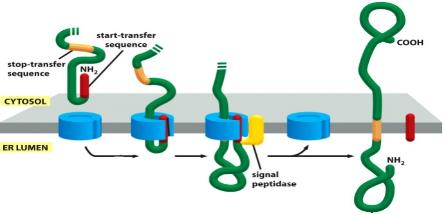 start-transfer
sequence
stop-transfer
sequence
NH2
COOH
CYTOSOL
ER LUMEN
signal
peptidase
NH2